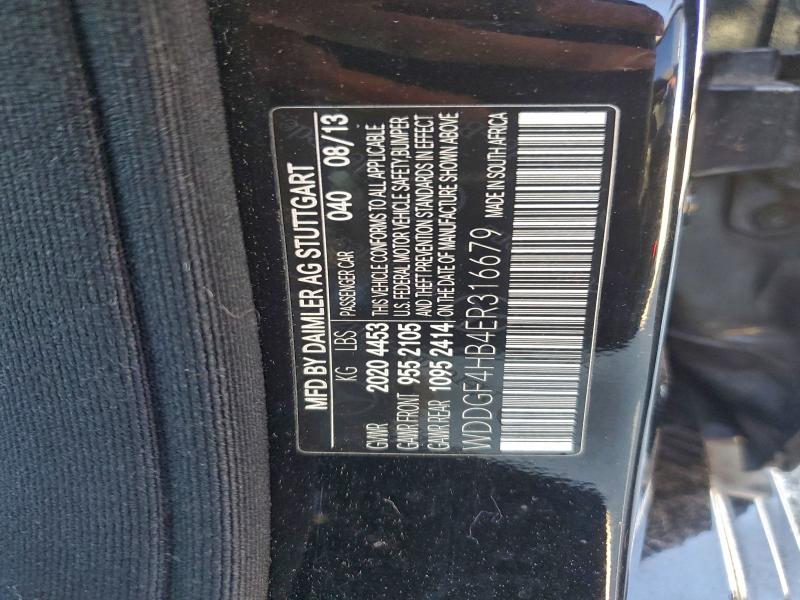 MFD BY DAIMLER AG STUTTGART
KG LBS PASSENGER CAR 040 08/13
GVWR 2020 4453 THIS VEHICLE CONFORMS TO ALL APPLICABLE
GAWR FRONT 955 2105 U.S. FEDERAL MOTOR VEHICLE SAFETY,BUMPER
GAWR REAR 1095 2414 AND THEFT PREVENTION STANDARDS IN EFFECT
ON THE DATE OF MANUFACTURE SHOWN ABOVE
WDDGF4HB4ER316679 MADE IN SOUTH AFRICA